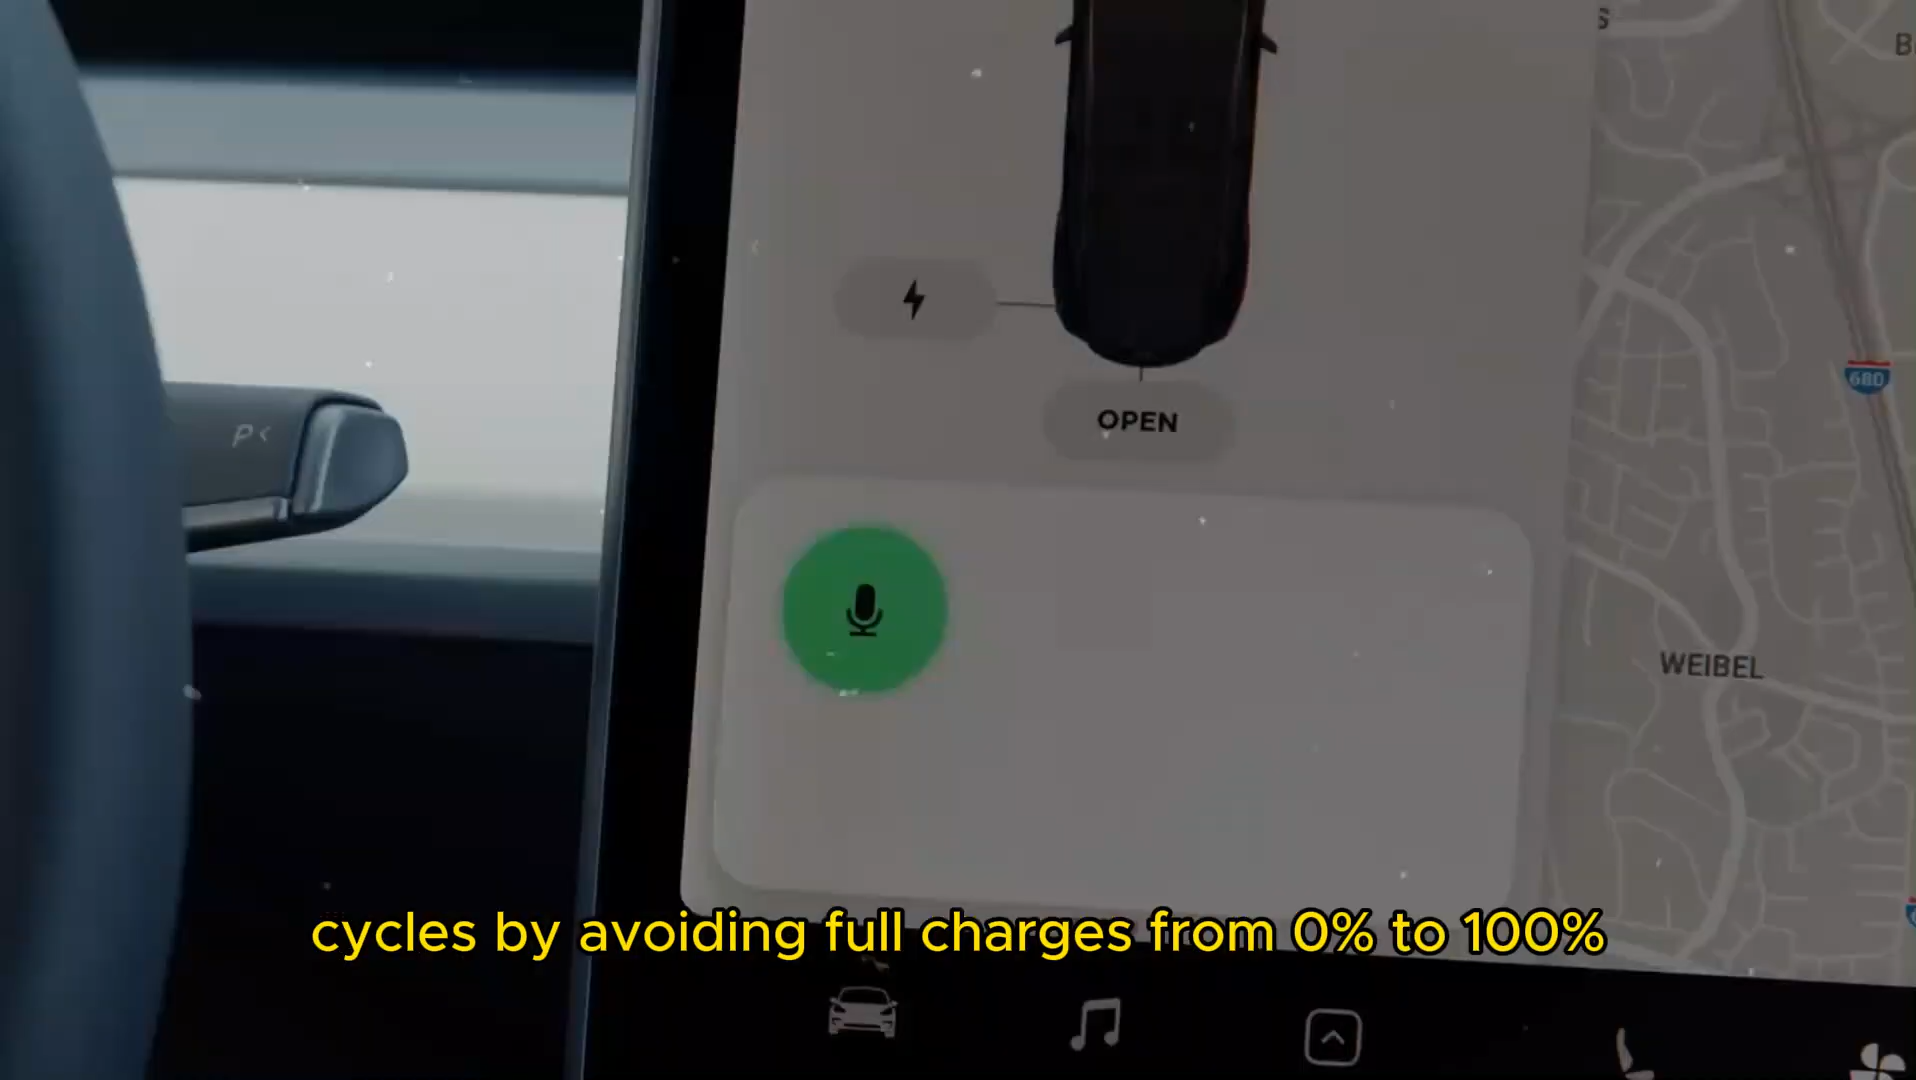 P<
OPEN
680
WEIBEL
cycles by avoiding full charges from 0% to 100%